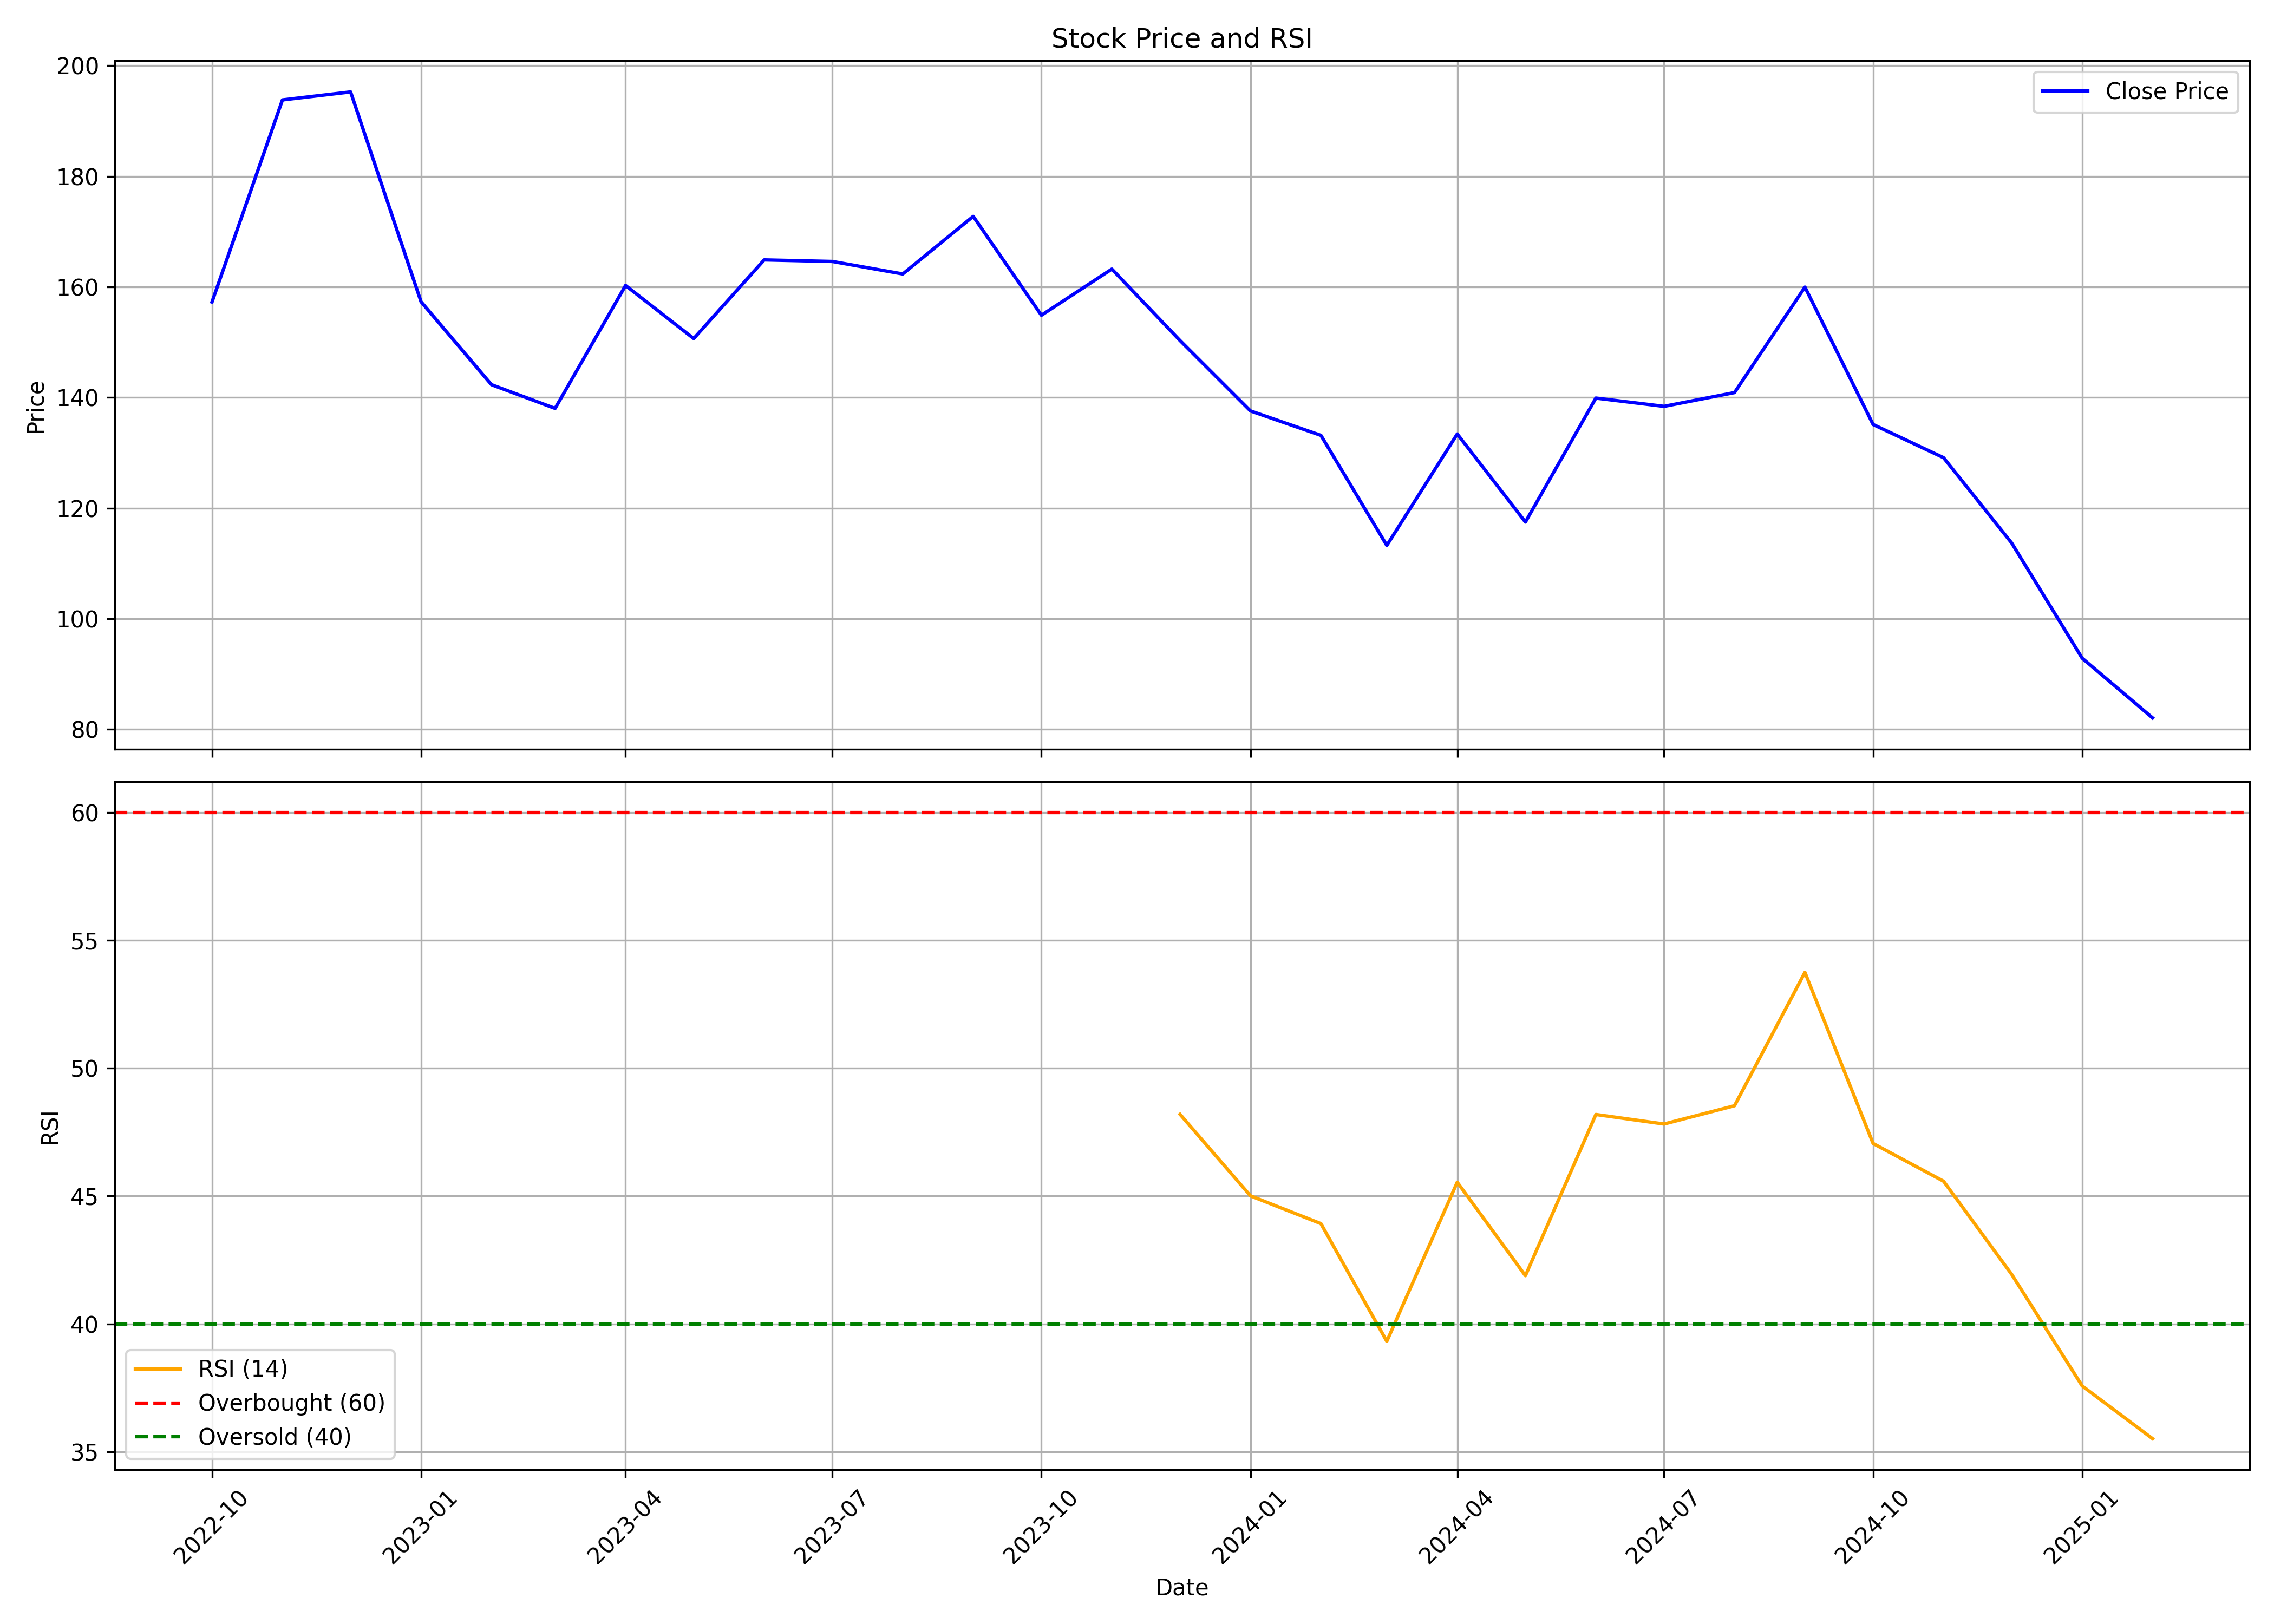 Stock Price and RSI
Close Price
Price
200
180
160
140
120
100
80
RSI
60
55
50
45
40
35
RSI (14)
Overbought (60)
Oversold (40)
2022-10
2023-01
2023-04
2023-07
2023-10
2024-01
2024-04
2024-07
2024-10
2025-01
Date